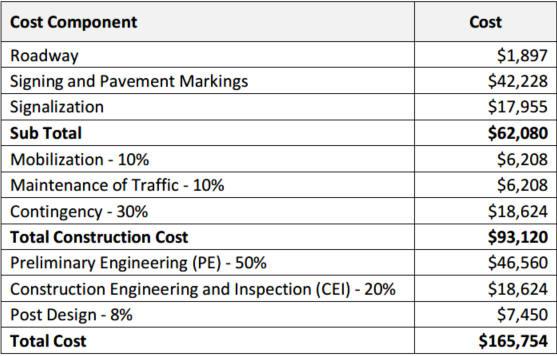 Cost Component Cost
Roadway $1,897
Signing and Pavement Markings $42,228
Signalization $17,955
Sub Total $62,080
Mobilization - 10% $6,208
Maintenance of Traffic - 10% $6,208
Contingency - 30% $18,624
Total Construction Cost $93,120
Preliminary Engineering (PE) - 50% $46,560
Construction Engineering and Inspection (CEI) - 20% $18,624
Post Design - 8% $7,450
Total Cost $165,754